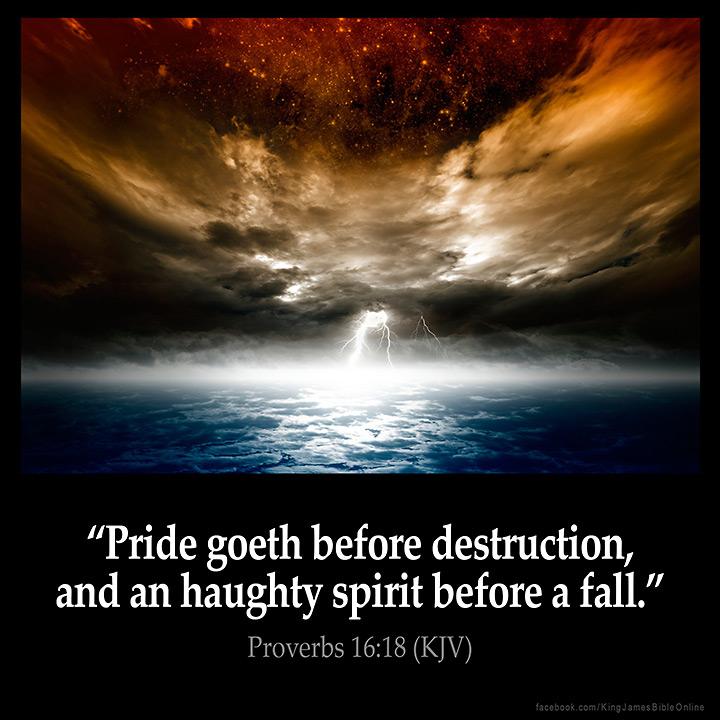 “Pride goeth before destruction,
and an haughty spirit before a fall.”
Proverbs 16:18 (KJV)
facebook.com/KingJamesBibleOnline